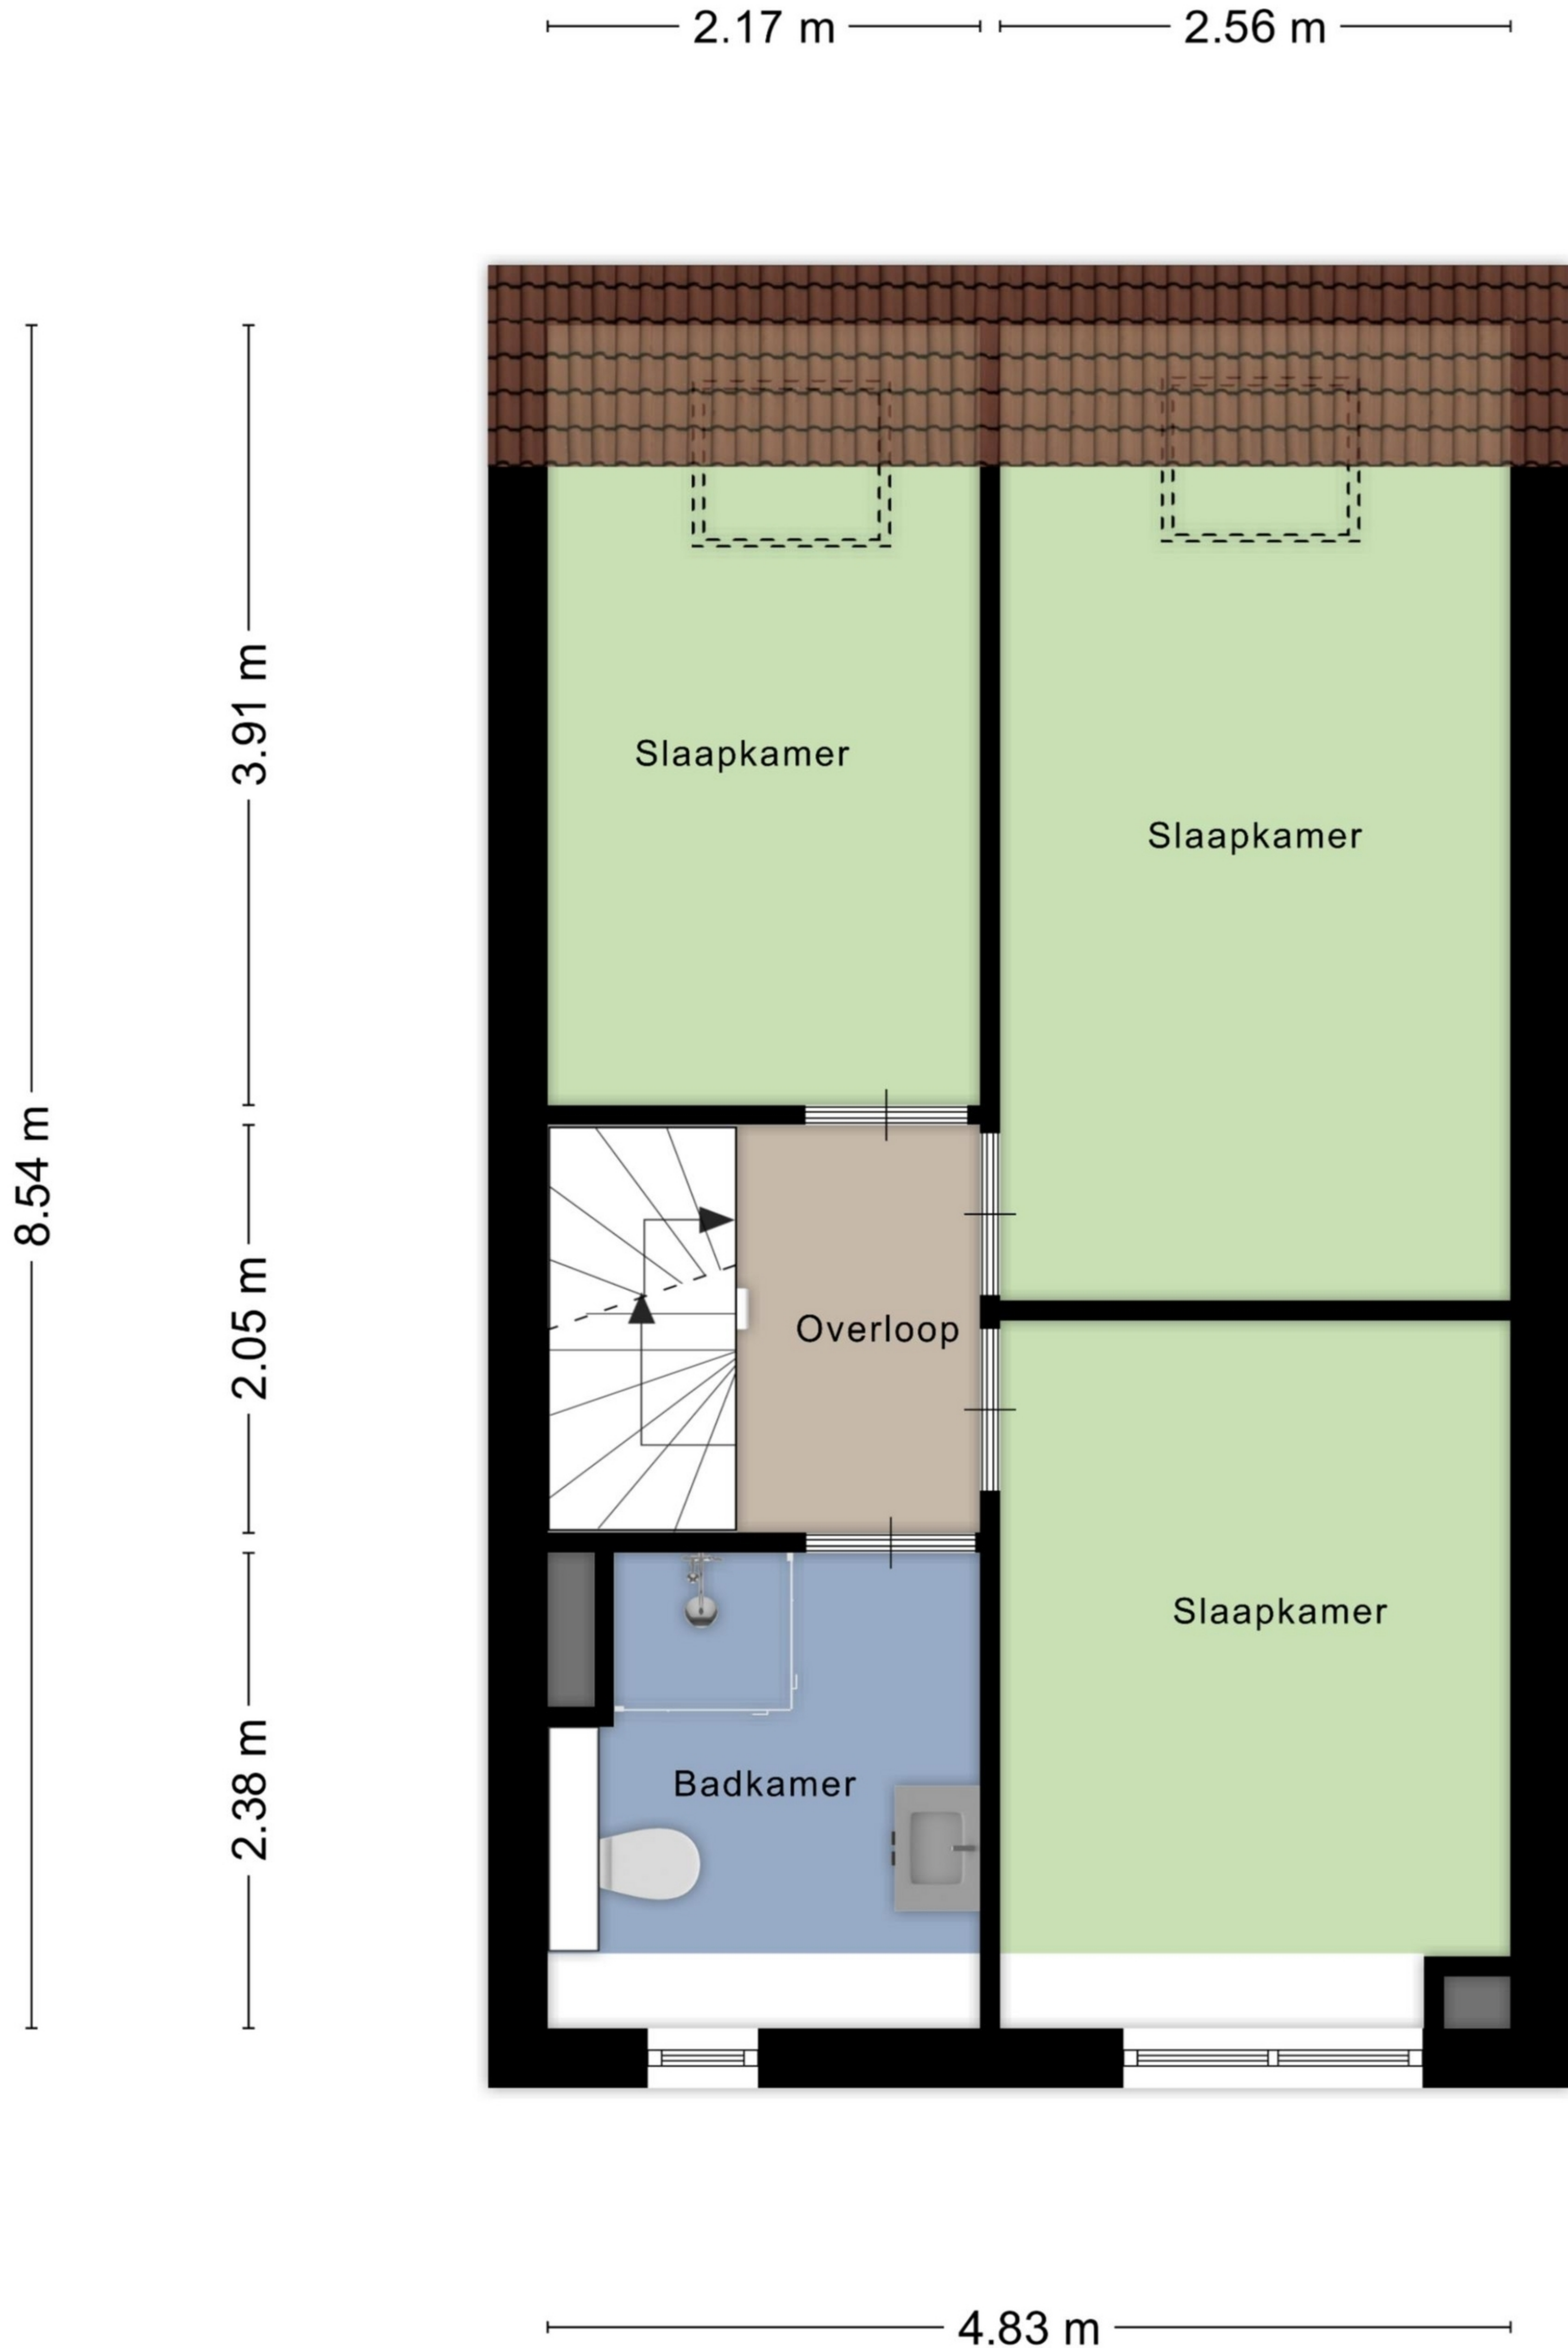 2.17 m
2.56 m
3.91 m
Slaapkamer
Slaapkamer
8.54 m
2.05 m
Overloop
Slaapkamer
2.38 m
Badkamer
4.83 m